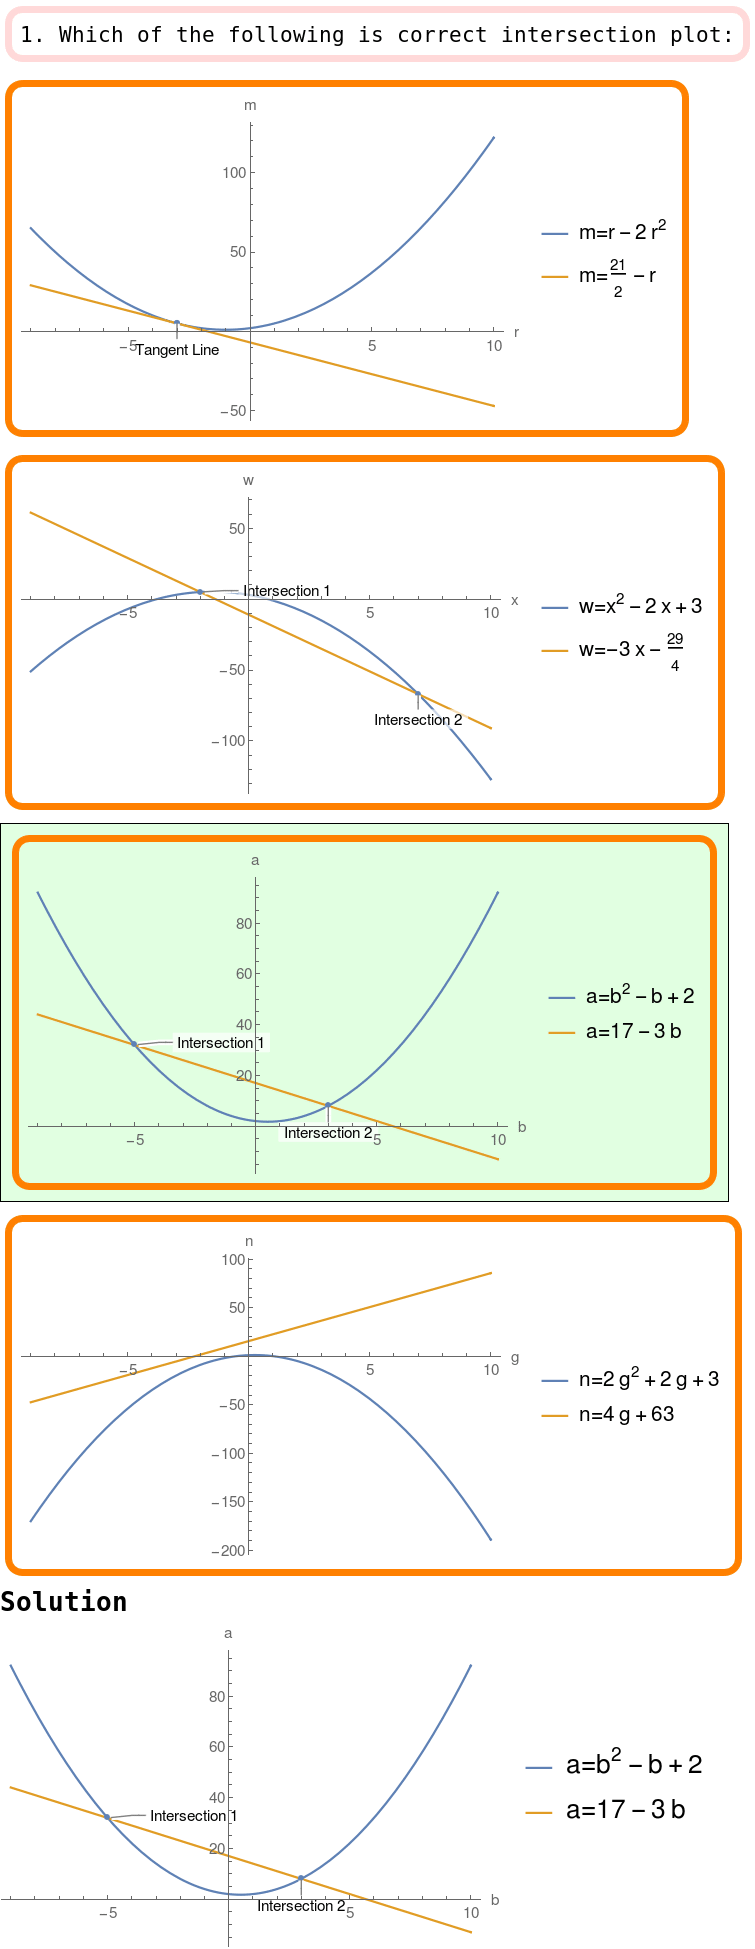 1. Which of the following is correct intersection plot:
m
100
50
−5
5
10
r
Tangent Line
−50
m=r − 2 r²
m=21/2 − r
w
50
Intersection 1
−5
5
10
x
−50
Intersection 2
−100
w=x² − 2 x + 3
w=−3 x − 29/4
a
80
60
40
Intersection 1
20
Intersection 2
−5
5
10
b
a=b² − b + 2
a=17 − 3 b
n
100
50
−5
5
10
g
−50
−100
−150
−200
n=2 g² + 2 g + 3
n=4 g + 63
Solution
a
80
60
40
Intersection 1
20
Intersection 2
−5
5
10
b
a=b² − b + 2
a=17 − 3 b